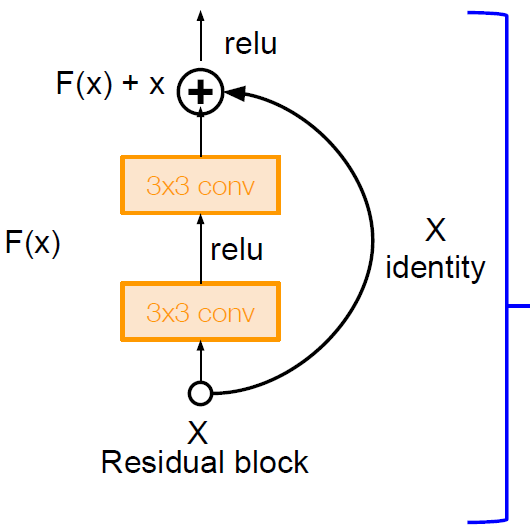 relu
F(x) + x
3x3 conv
F(x)
relu
X
identity
3x3 conv
X
Residual block